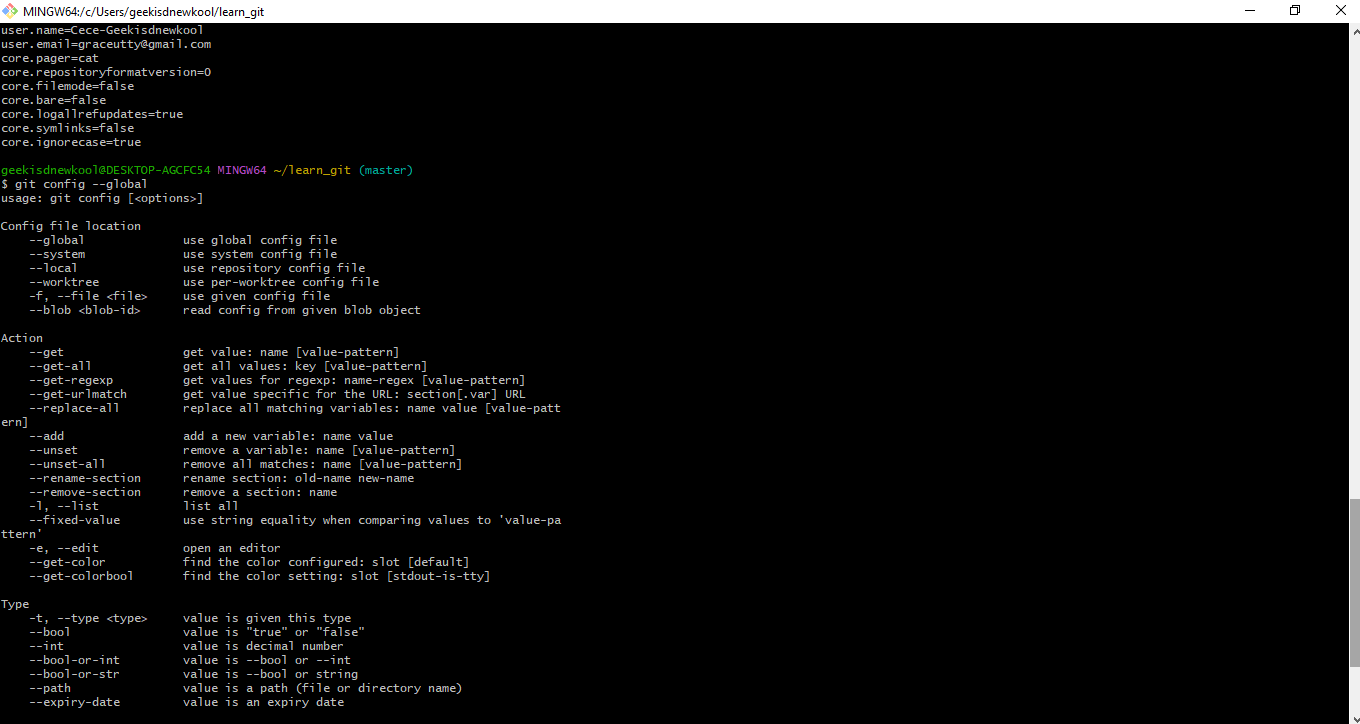 MINGW64:/c/Users/geekisdnewkool/learn_git
user.name=Cece-Geekisdnewkool
user.email=graceutty@gmail.com
core.pager=cat
core.repositoryformatversion=0
core.filemode=false
core.bare=false
core.logallrefupdates=true
core.symlinks=false
core.ignorecase=true
geekisdnewkool@DESKTOP-AGCFC54 MINGW64 ~/learn_git (master)
$ git config --global
usage: git config [<options>]
Config file location
    --global              use global config file
    --system              use system config file
    --local               use repository config file
    --worktree            use per-worktree config file
    -f, --file <file>     use given config file
    --blob <blob-id>      read config from given blob object
Action
    --get                 get value: name [value-pattern]
    --get-all             get all values: key [value-pattern]
    --get-regexp          get values for regexp: name-regex [value-pattern]
    --get-urlmatch        get value specific for the URL: section[.var] URL
    --replace-all         replace all matching variables: name value [value-patt
ern]
    --add                 add a new variable: name value
    --unset               remove a variable: name [value-pattern]
    --unset-all           remove all matches: name [value-pattern]
    --rename-section      rename section: old-name new-name
    --remove-section      remove a section: name
    -l, --list            list all
    --fixed-value         use string equality when comparing values to 'value-pa
ttern'
    -e, --edit            open an editor
    --get-color           find the color configured: slot [default]
    --get-colorbool       find the color setting: slot [stdout-is-tty]
Type
    -t, --type <type>     value is given this type
    --bool                value is "true" or "false"
    --int                 value is decimal number
    --bool-or-int         value is --bool or --int
    --bool-or-str         value is --bool or string
    --path                value is a path (file or directory name)
    --expiry-date         value is an expiry date